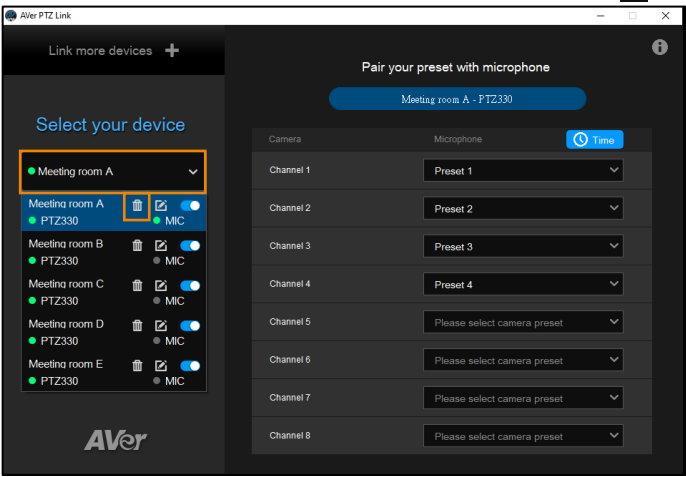 AVer PTZ Link
Link more devices +
Select your device
Meeting room A
Meeting room A
PTZ330 MIC
Meeting room B
PTZ330 MIC
Meeting room C
PTZ330 MIC
Meeting room D
PTZ330 MIC
Meeting room E
PTZ330 MIC
AVer
Pair your preset with microphone
Meeting room A - PTZ330
Camera Microphone Time
Channel 1 Preset 1
Channel 2 Preset 2
Channel 3 Preset 3
Channel 4 Preset 4
Channel 5 Please select camera preset
Channel 6 Please select camera preset
Channel 7 Please select camera preset
Channel 8 Please select camera preset